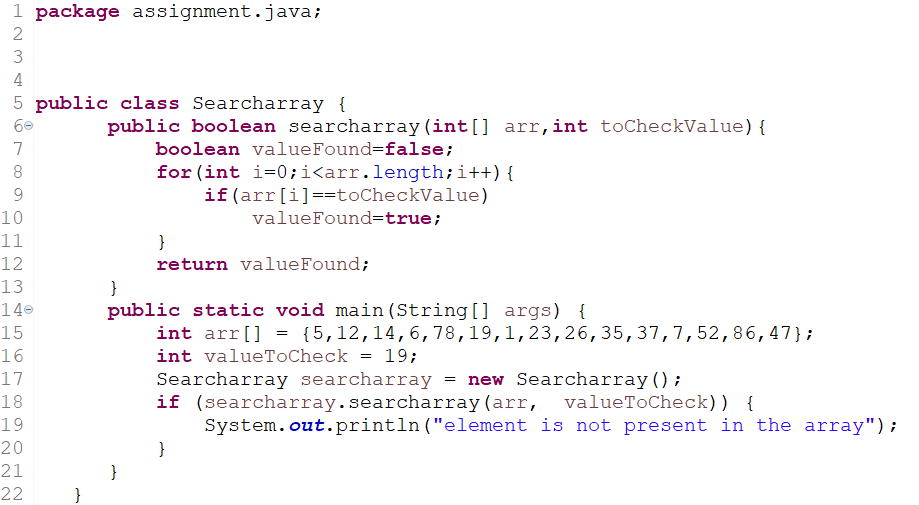 1 package assignment.java;
2
3
4
5 public class Searcharray {
6 public boolean searcharray(int[] arr,int toCheckValue){
7 boolean valueFound=false;
8 for(int i=0;i<arr.length;i++){
9 if(arr[i]==toCheckValue)
10 valueFound=true;
11 }
12 return valueFound;
13 }
14 public static void main(String[] args) {
15 int arr[] = {5,12,14,6,78,19,1,23,26,35,37,7,52,86,47};
16 int valueToCheck = 19;
17 Searcharray searcharray = new Searcharray();
18 if (searcharray.searcharray(arr,  valueToCheck)) {
19 System.out.println("element is not present in the array");
20 }
21 }
22 }